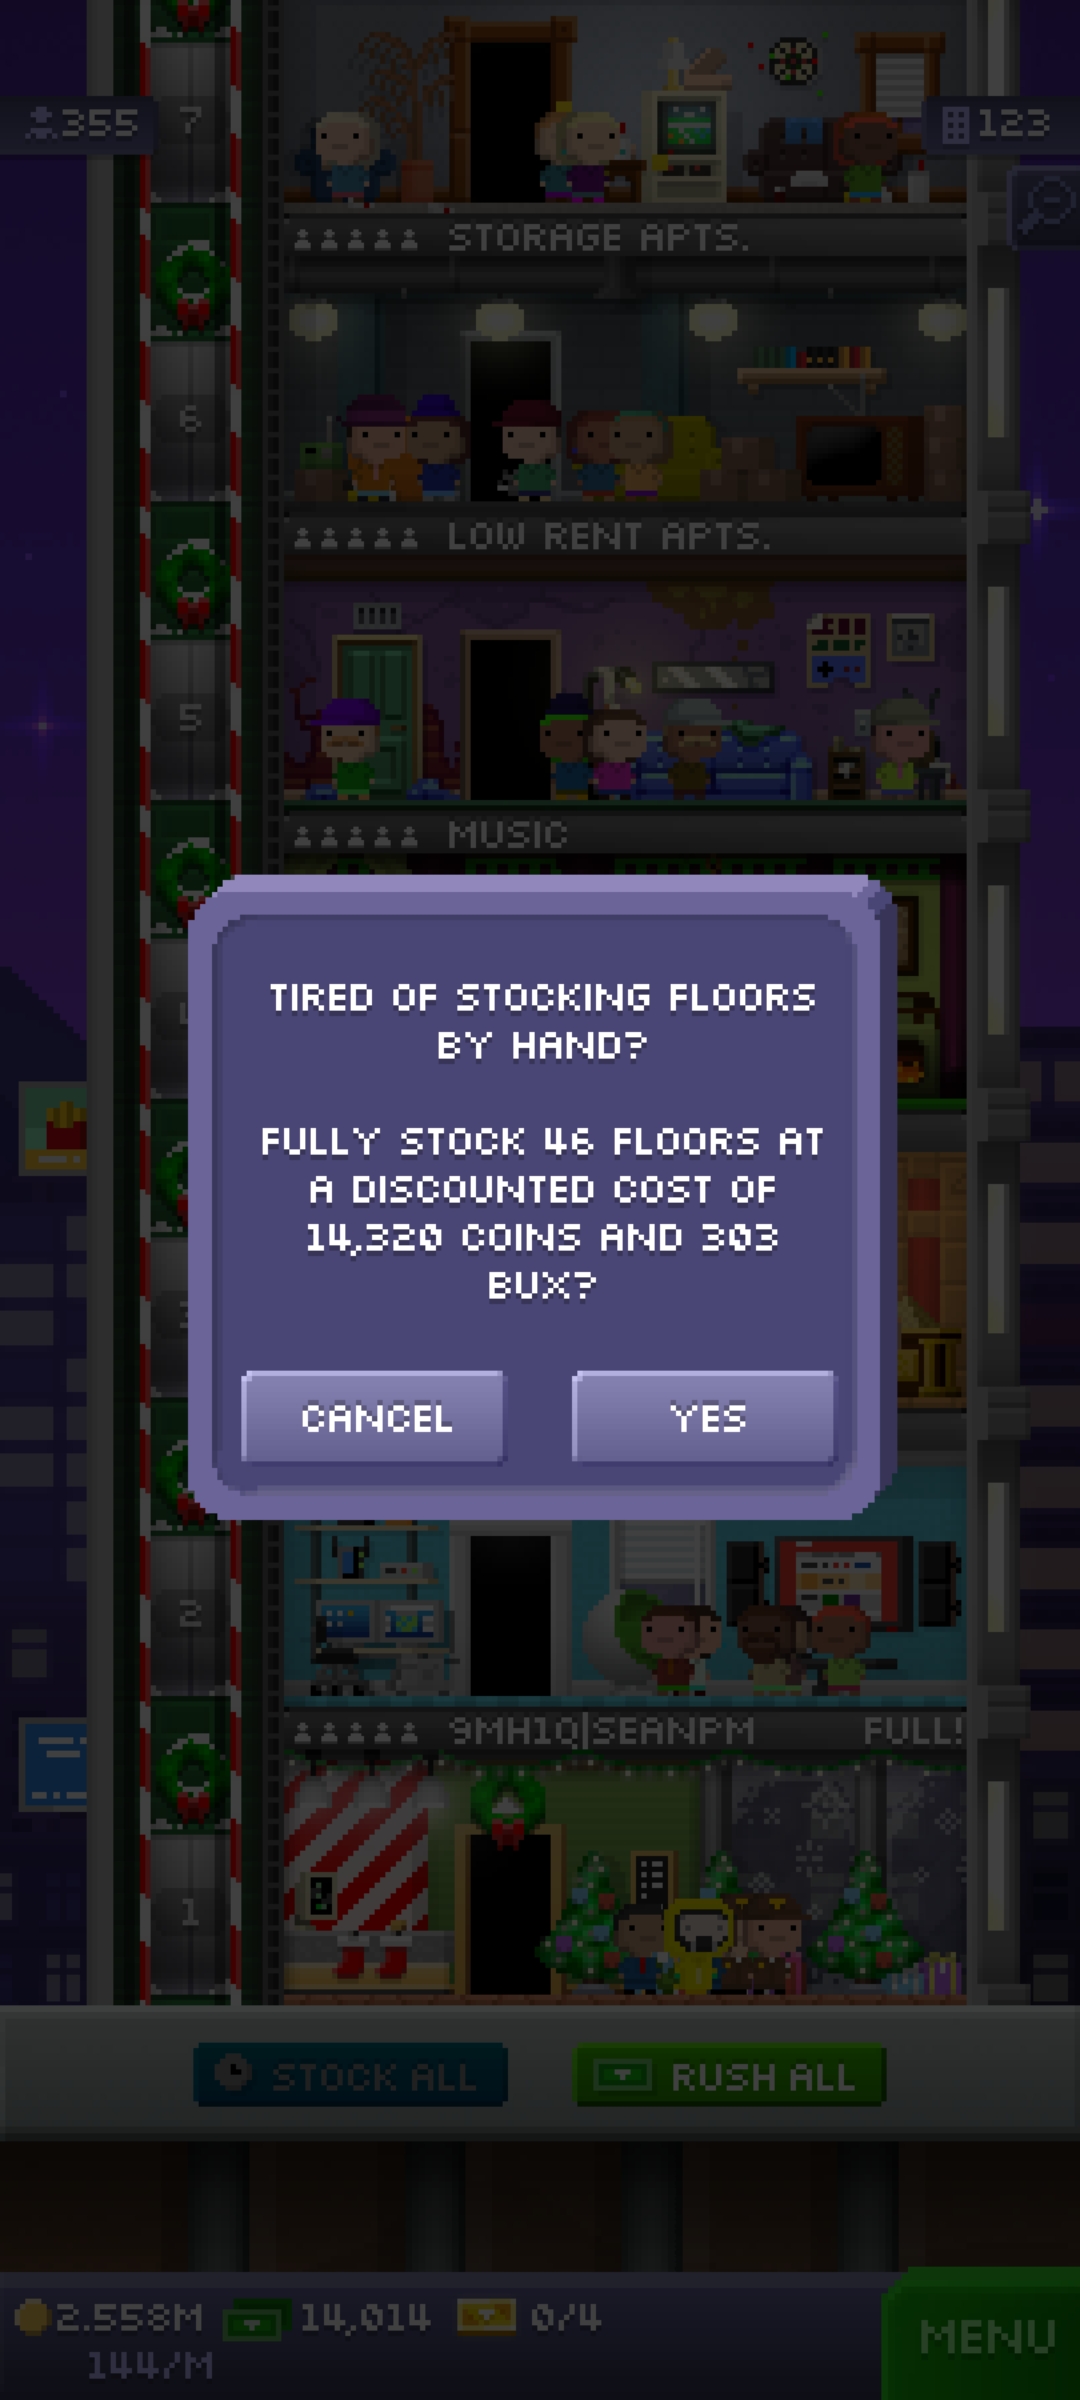 7
355
123
STORAGE APTS.
6
LOW RENT APTS.
5
MUSIC
TIRED OF STOCKING FLOORS
BY HAND?
FULLY STOCK 46 FLOORS AT
A DISCOUNTED COST OF
14,320 COINS AND 303
BUX?
CANCEL
YES
2
9MH1Q|SEANPM
FULL!
1
STOCK ALL
RUSH ALL
2.558M
14,014
0/4
144/M
MENU